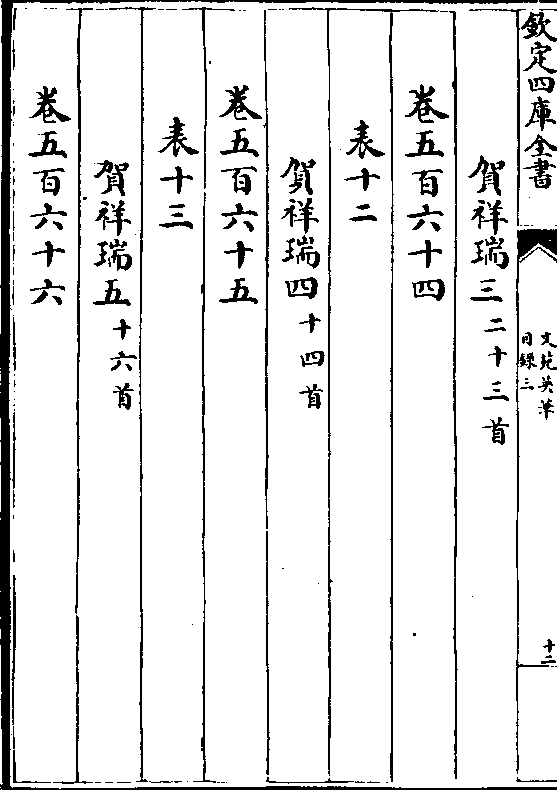 欽定四庫全書
文苑英華
目錄三
十二
賀祥瑞三二十三首
卷五百六十四
表十二
賀祥瑞四十四首
卷五百六十五
表十三
賀祥瑞五十六首
卷五百六十六